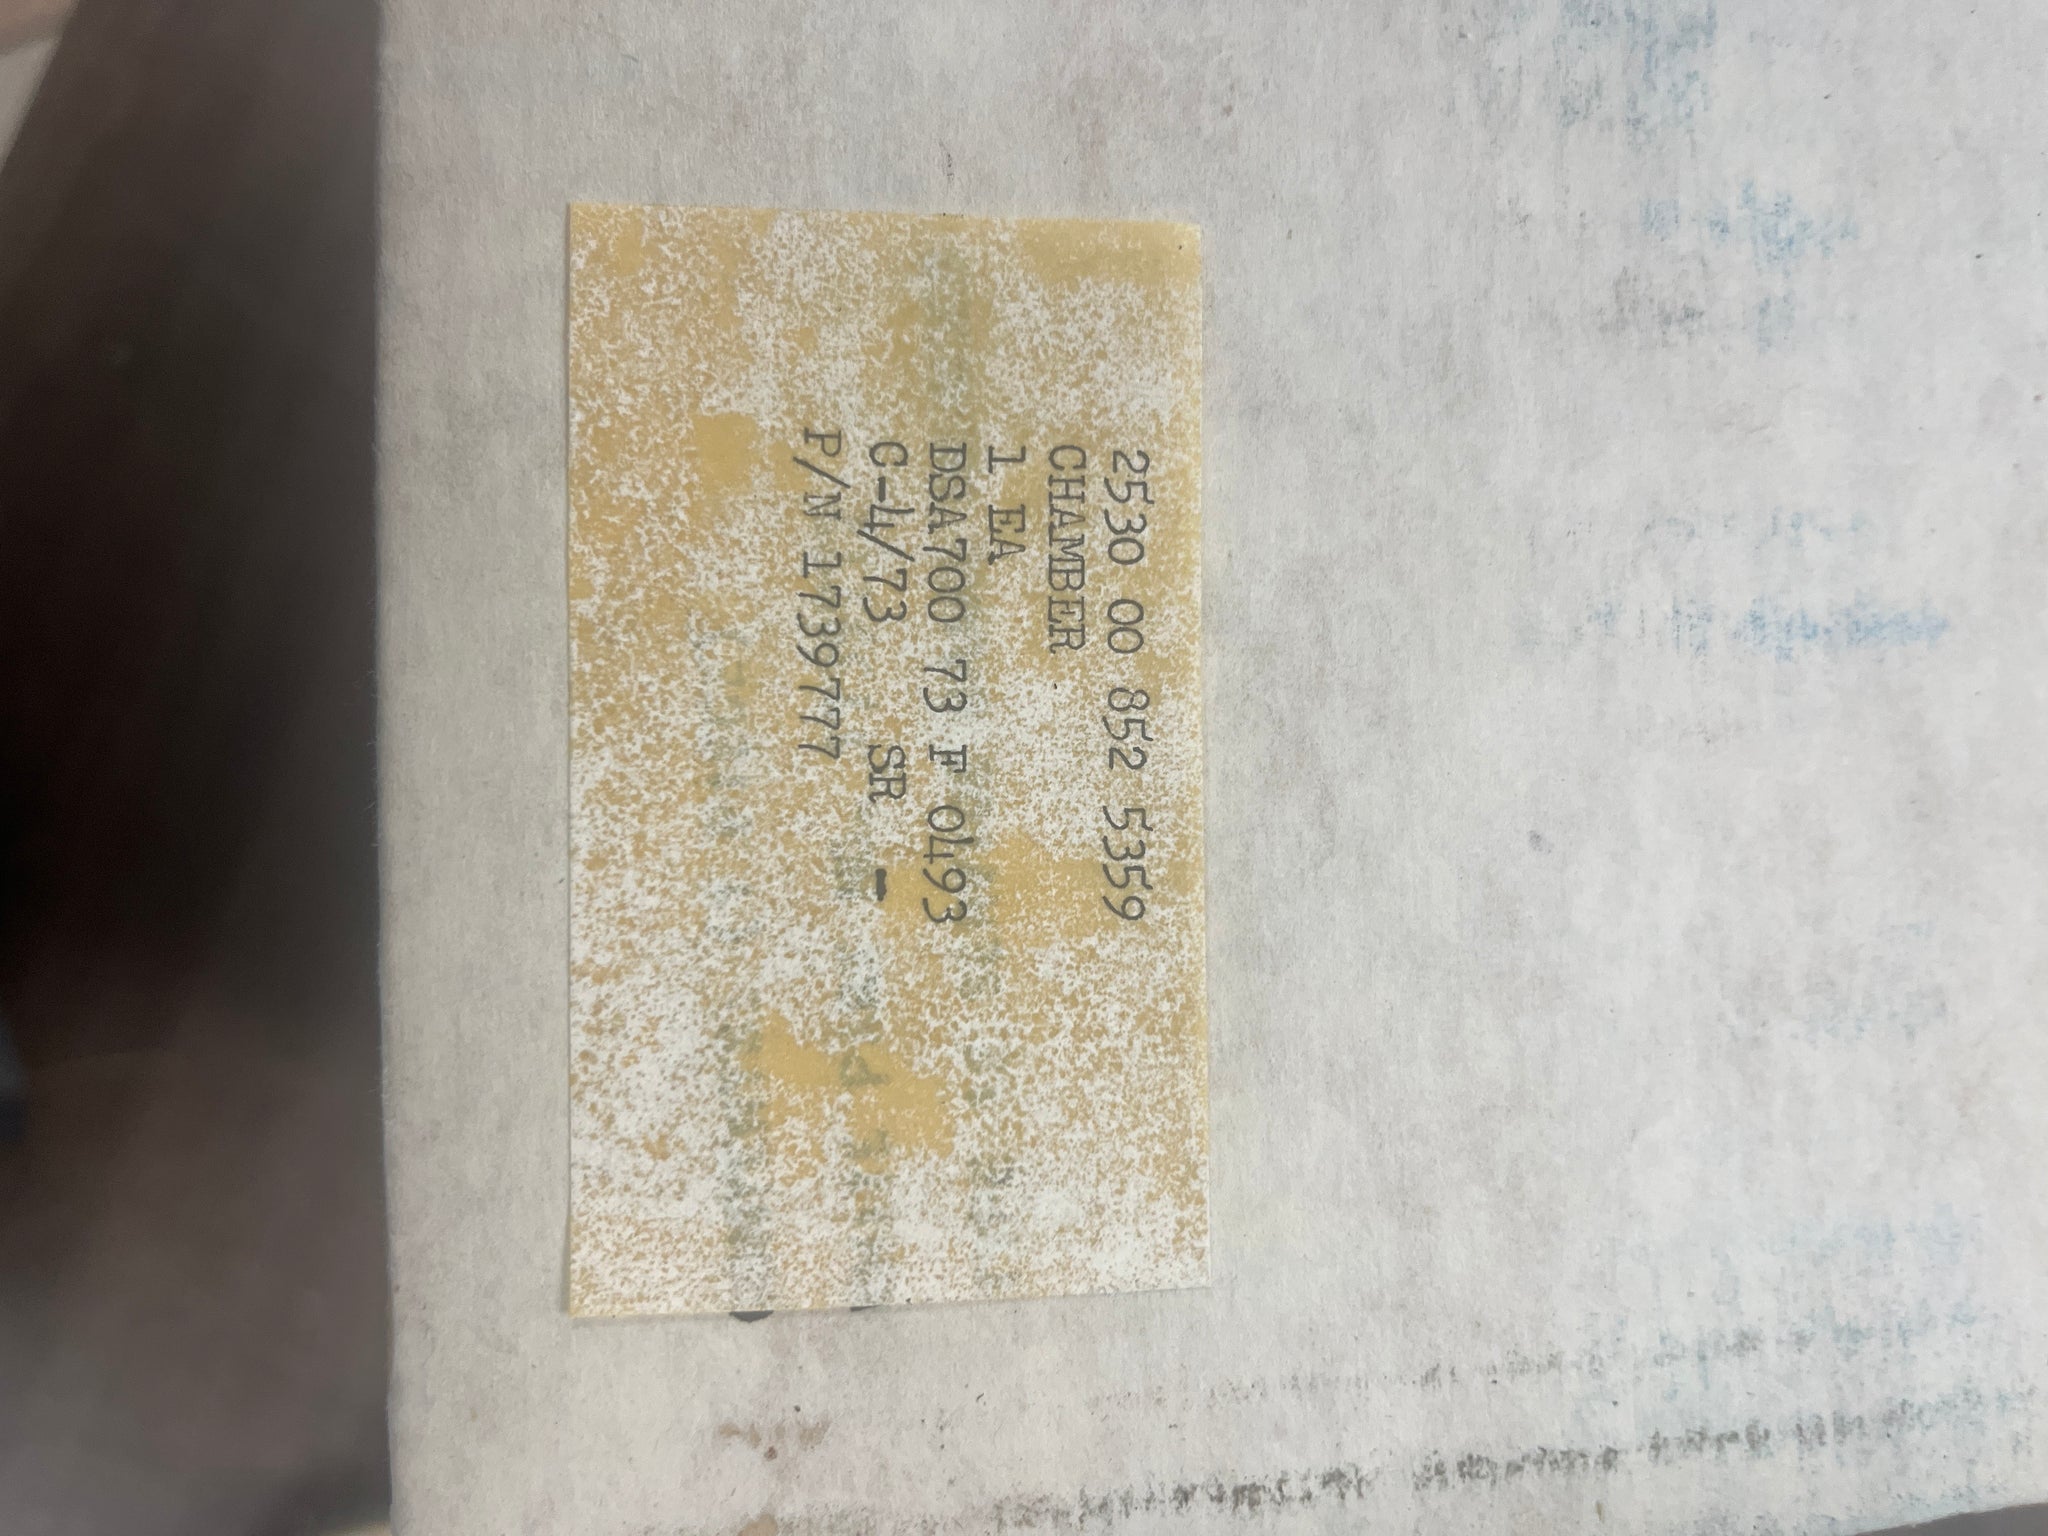 2530 00 852 5359
CHAMBER
1 EA
DSA700 73 F 0493
C-4/73 SR -
P/N 1739777